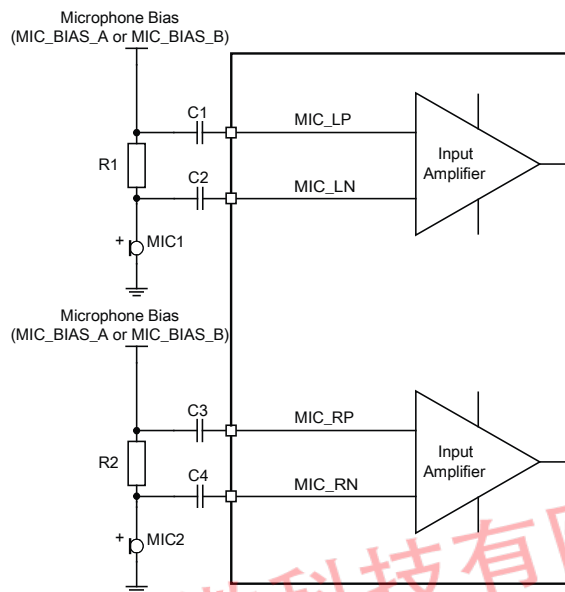 Microphone Bias
(MIC_BIAS_A or MIC_BIAS_B)
C1
MIC_LP
R1
Input
Amplifier
C2
MIC_LN
+
MIC1
Microphone Bias
(MIC_BIAS_A or MIC_BIAS_B)
C3
MIC_RP
R2
Input
Amplifier
C4
MIC_RN
+
MIC2
科技有